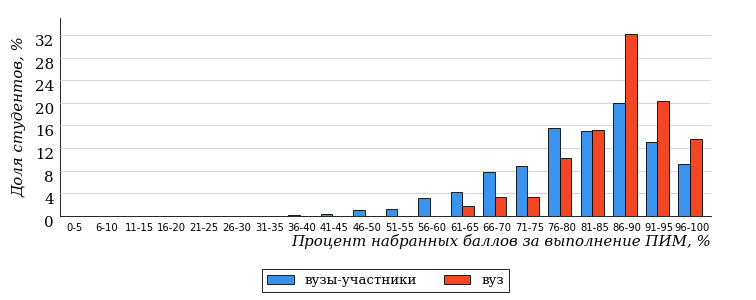 Доля студентов, %
32
28
24
20
16
12
8
4
0
0-5 6-10 11-15 16-20 21-25 26-30 31-35 36-40 41-45 46-50 51-55 56-60 61-65 66-70 71-75 76-80 81-85 86-90 91-95 96-100
Процент набранных баллов за выполнение ПИМ, %
вузы-участники вуз